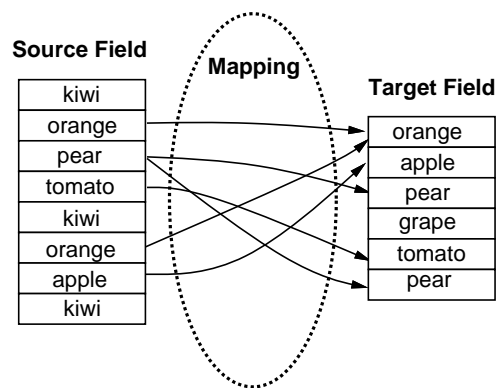 Source Field
kiwi
orange
pear
tomato
kiwi
orange
apple
kiwi
Mapping
Target Field
orange
apple
pear
grape
tomato
pear